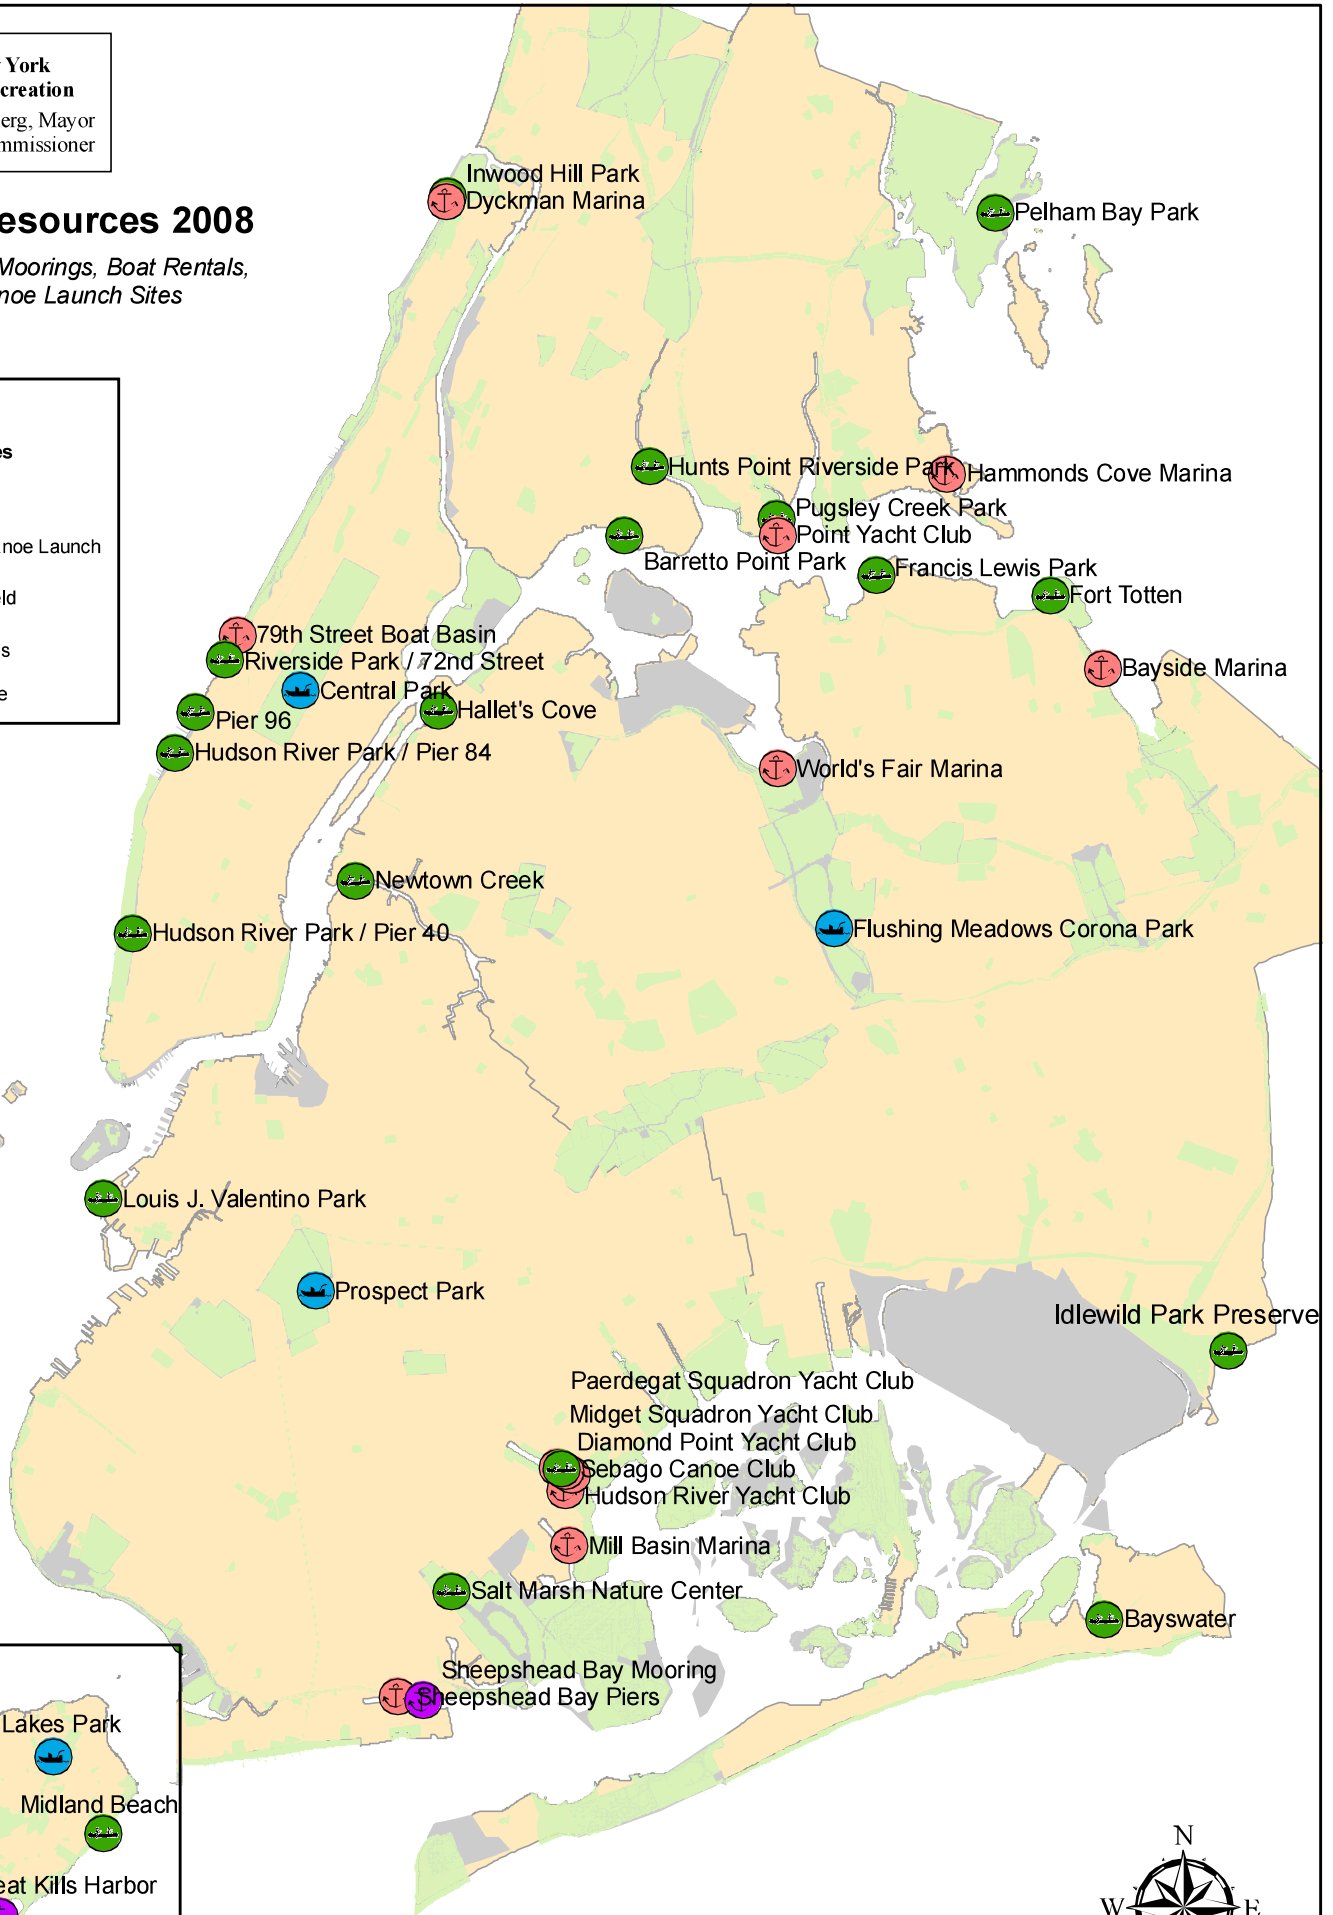 York
creation
erg, Mayor
mmissioner
esources 2008
Moorings, Boat Rentals,
noe Launch Sites
es
noe Launch
eld
s
e
Inwood Hill Park
Dyckman Marina
Pelham Bay Park
Hunts Point Riverside Park
Hammonds Cove Marina
Pugsley Creek Park
Point Yacht Club
Barretto Point Park
Francis Lewis Park
Fort Totten
79th Street Boat Basin
Riverside Park / 72nd Street
Bayside Marina
Central Park
Hallet's Cove
Pier 96
Hudson River Park / Pier 84
World's Fair Marina
Newtown Creek
Hudson River Park / Pier 40
Flushing Meadows Corona Park
Louis J. Valentino Park
Prospect Park
Idlewild Park Preserve
Paerdegat Squadron Yacht Club
Midget Squadron Yacht Club
Diamond Point Yacht Club
Sebago Canoe Club
Hudson River Yacht Club
Mill Basin Marina
Salt Marsh Nature Center
Bayswater
Sheepshead Bay Mooring
Sheepshead Bay Piers
Lakes Park
Midland Beach
eat Kills Harbor
N
W E